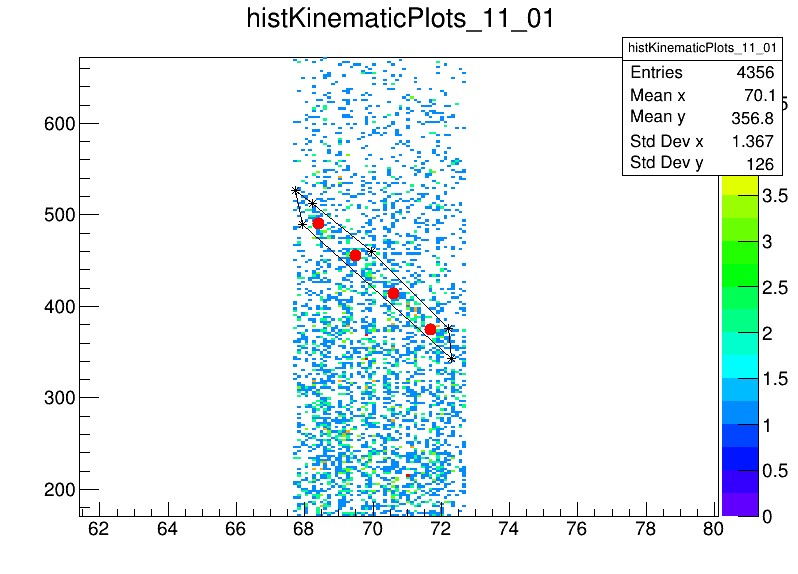 histKinematicPlots_11_01
histKinematicPlots_11_01
Entries 4356
Mean x 70.1
Mean y 356.8
Std Dev x 1.367
Std Dev y 126
600
500
400
300
200
62 64 66 68 70 72 74 76 78 80
5
3.5
3
2.5
2
1.5
1
0.5
0